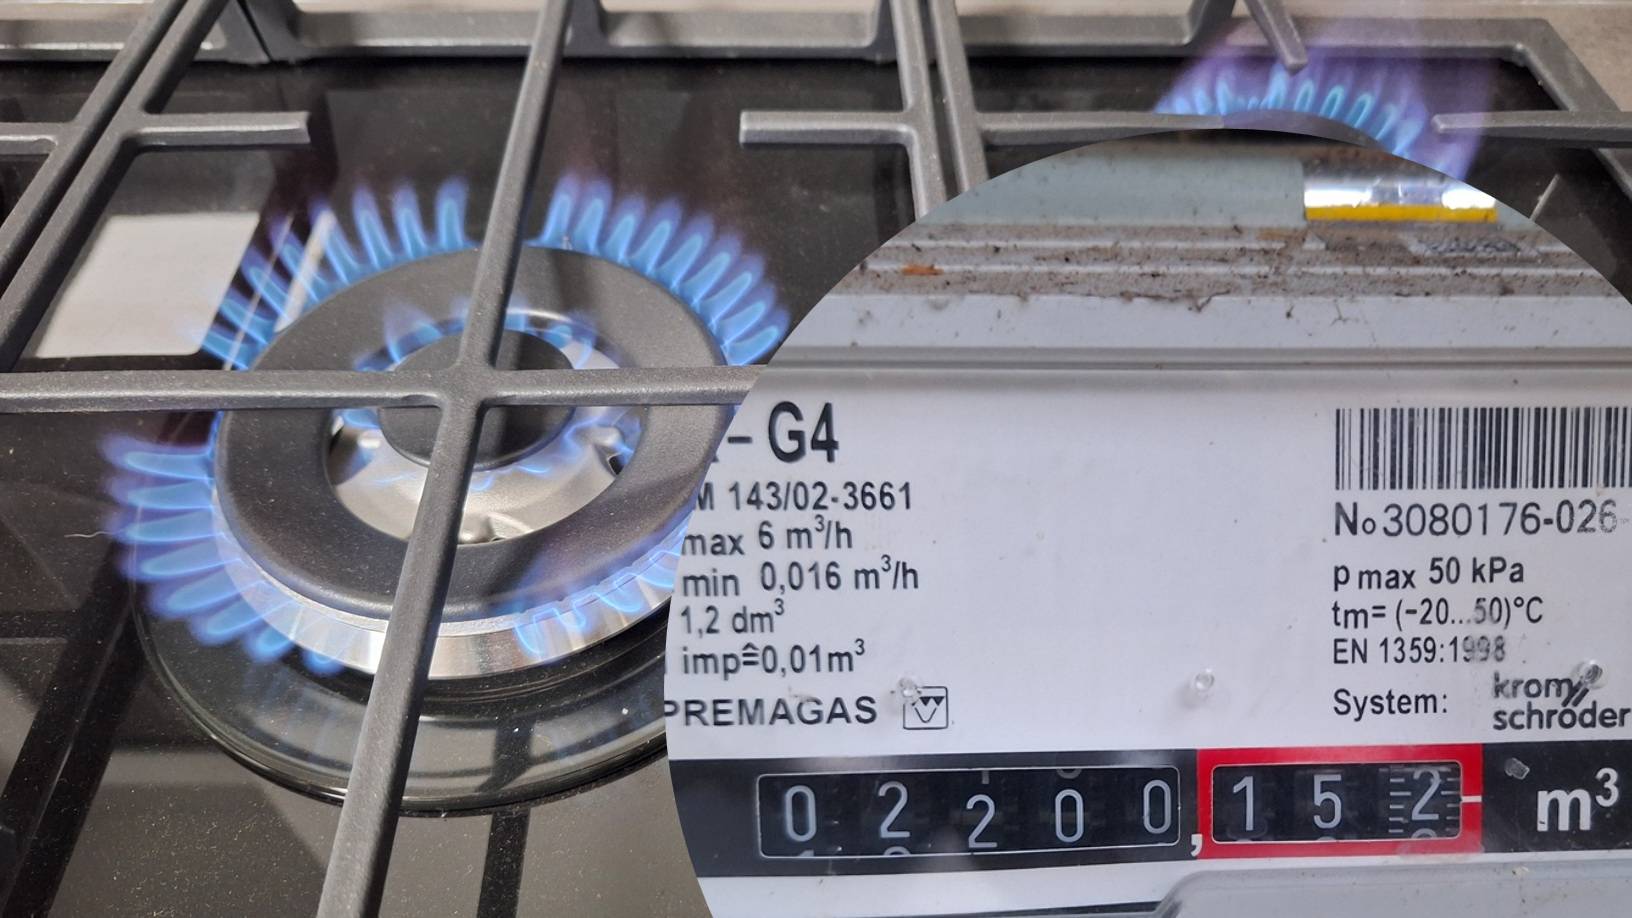 – G4
M 143/02-3661
max 6 m³/h
min 0,016 m³/h
1,2 dm³
imp≙0,01m³
PREMAGAS
No3080176-026
p max 50 kPa
tm= (-20...50)°C
EN 1359:1998
System: krom//
schröder
02200,152 m³